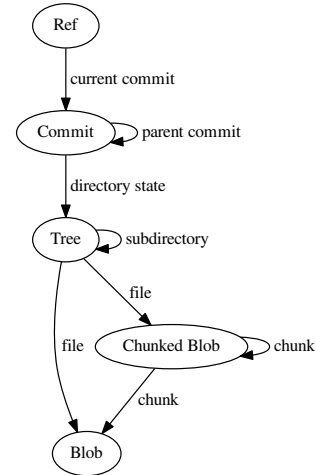 Ref
current commit
Commit
parent commit
directory state
Tree
subdirectory
file
file
Chunked Blob
chunk
chunk
Blob